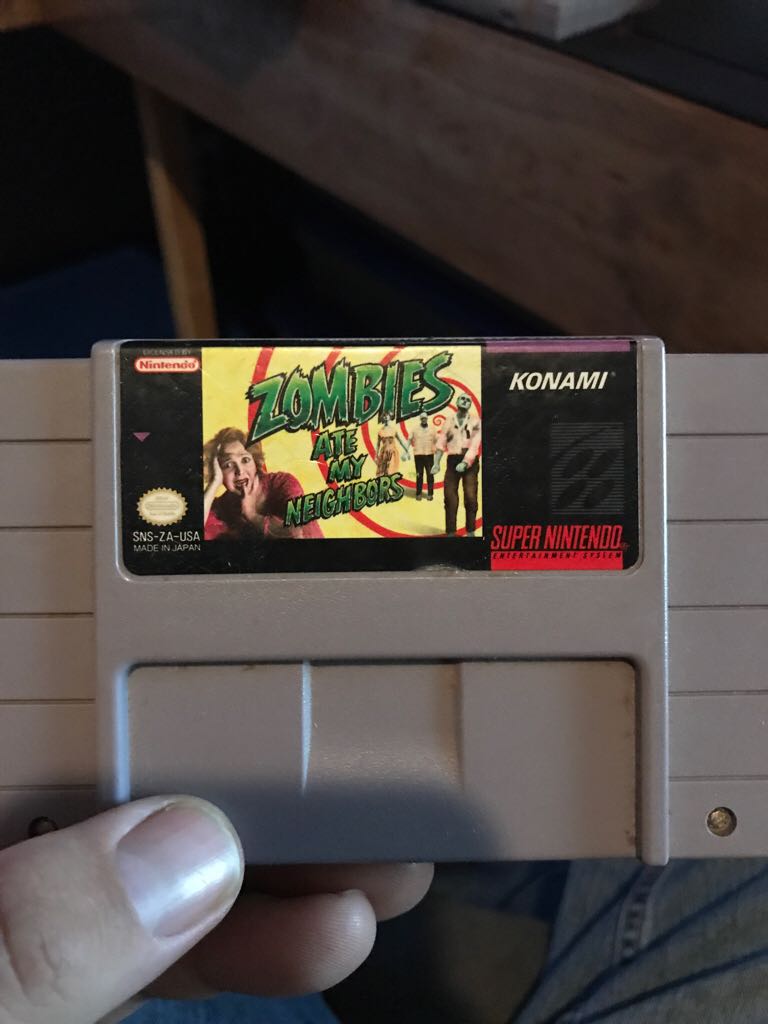 LICENSED BY
Nintendo
ZOMBIES
ATE
MY
NEIGHBORS
KONAMI
SNS-ZA-USA
MADE IN JAPAN
SUPER NINTENDO
ENTERTAINMENT SYSTEM